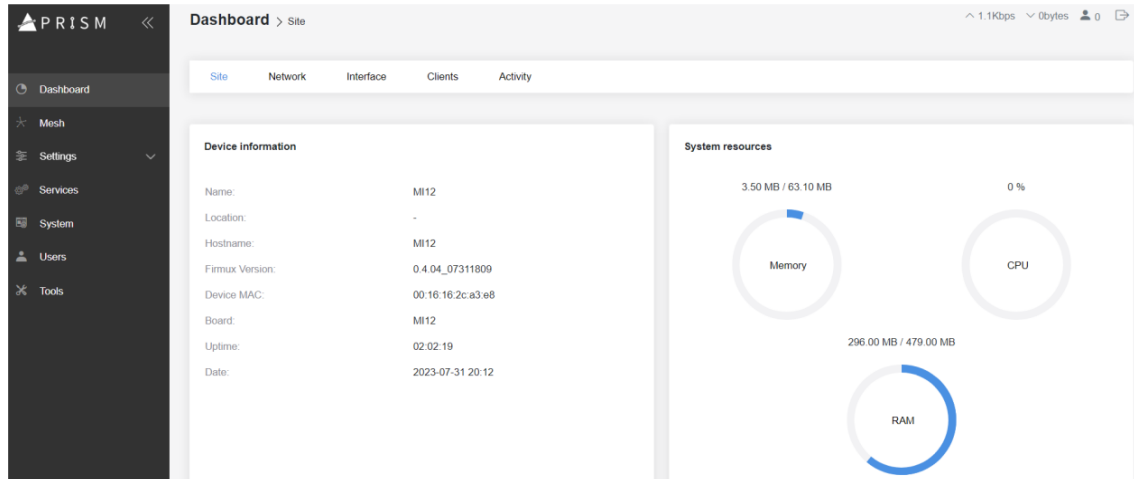 PRISM
Dashboard > Site
1.1Kbps 0bytes 0
Dashboard
Mesh
Settings
Services
System
Users
Tools
Site Network Interface Clients Activity
Device information
Name: MI12
Location: -
Hostname: MI12
Firmux Version: 0.4.04_07311809
Device MAC: 00:16:16:2c:a3:e8
Board: MI12
Uptime: 02:02:19
Date: 2023-07-31 20:12
System resources
3.50 MB / 63.10 MB 0 %
Memory CPU
296.00 MB / 479.00 MB
RAM